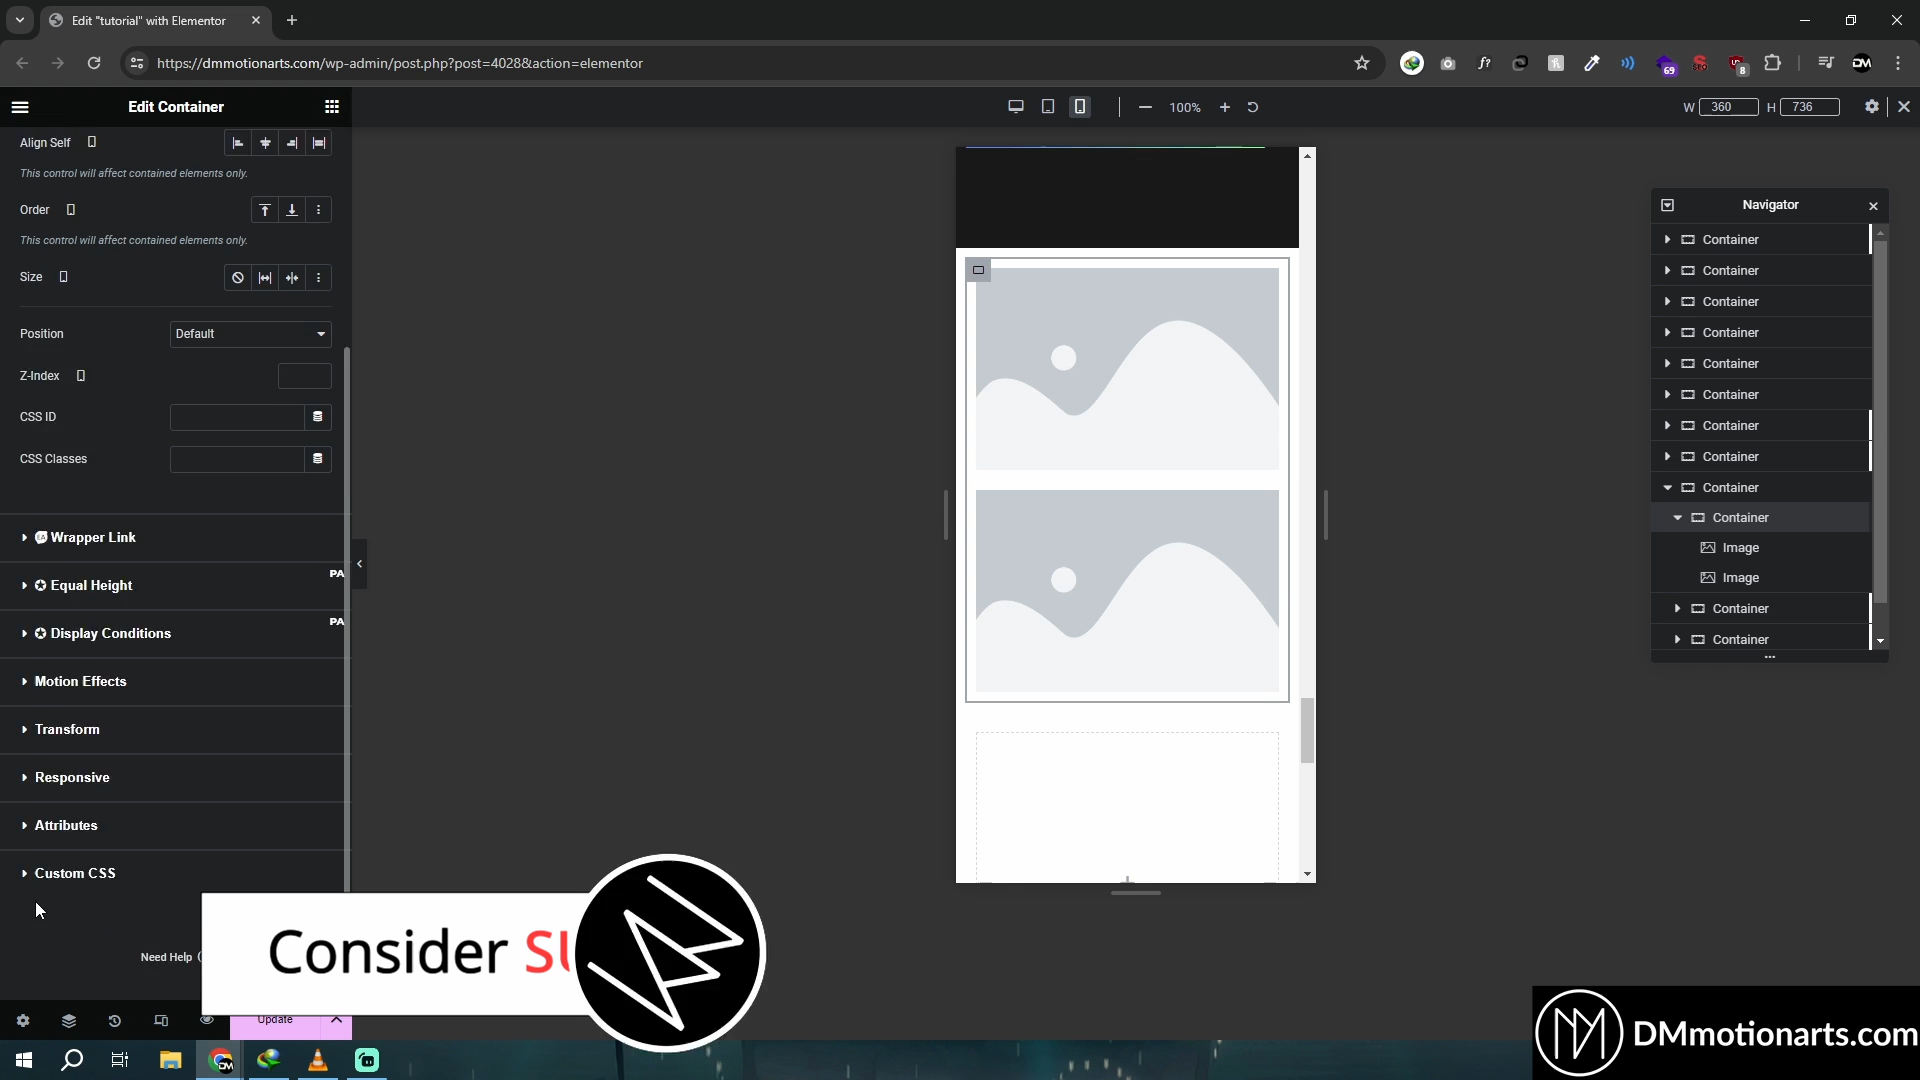 Edit "tutorial" with Elementor
https://dmmotionarts.com/wp-admin/post.php?post=4028&action=elementor
69
8
Edit Container
100%
W 360 H 736
Align Self
This control will affect contained elements only.
Order
This control will affect contained elements only.
Size
Position Default
Z-Index
CSS ID
CSS Classes
Wrapper Link
Equal Height
PA
Display Conditions
PA
Motion Effects
Transform
Responsive
Attributes
Custom CSS
Need Help
Update
Navigator
Container
Container
Container
Container
Container
Container
Container
Container
Container
Container
Image
Image
Container
Container
Consider SU
DMmotionarts.com